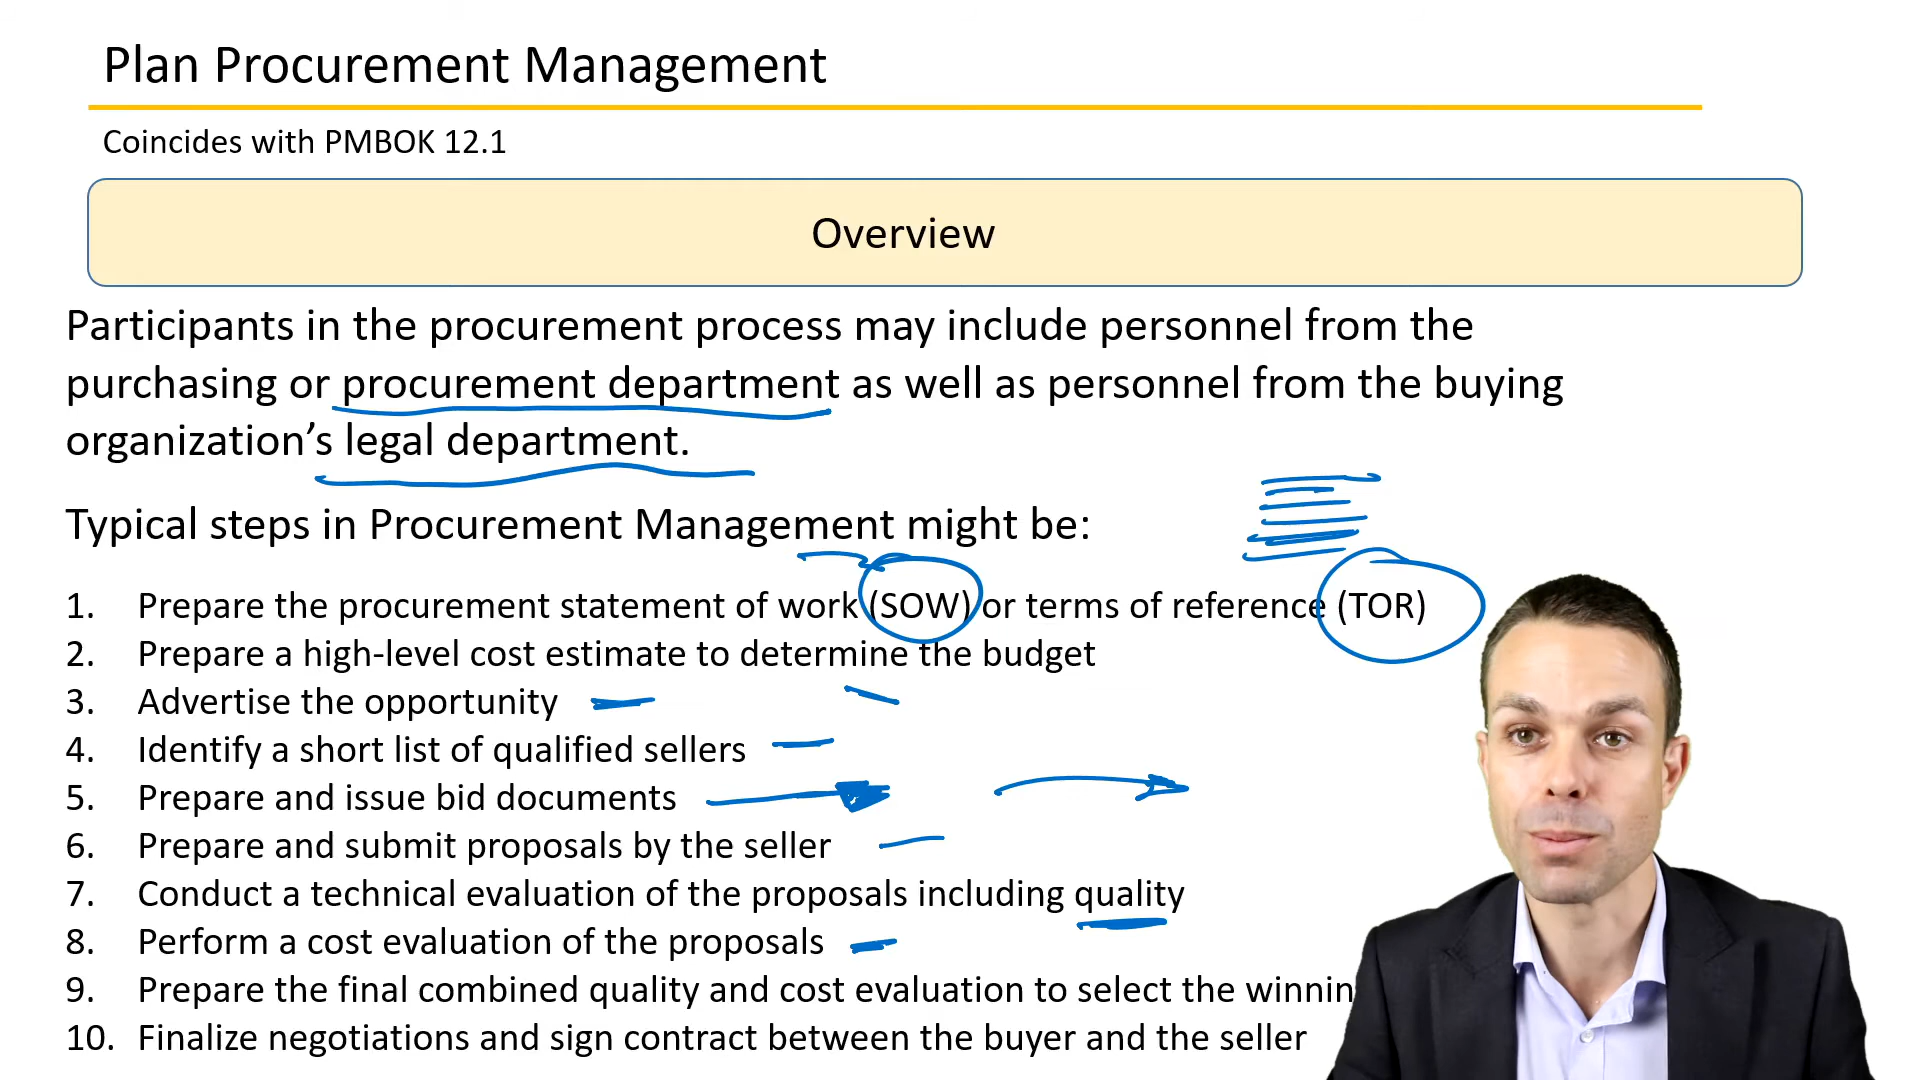 Plan Procurement Management
Coincides with PMBOK 12.1
Overview
Participants in the procurement process may include personnel from the
purchasing or procurement department as well as personnel from the buying
organization’s legal department.
Typical steps in Procurement Management might be:
1. Prepare the procurement statement of work (SOW) or terms of reference (TOR)
2. Prepare a high-level cost estimate to determine the budget
3. Advertise the opportunity
4. Identify a short list of qualified sellers
5. Prepare and issue bid documents
6. Prepare and submit proposals by the seller
7. Conduct a technical evaluation of the proposals including quality
8. Perform a cost evaluation of the proposals
9. Prepare the final combined quality and cost evaluation to select the
10. Finalize negotiations and sign contract between the buyer and the seller